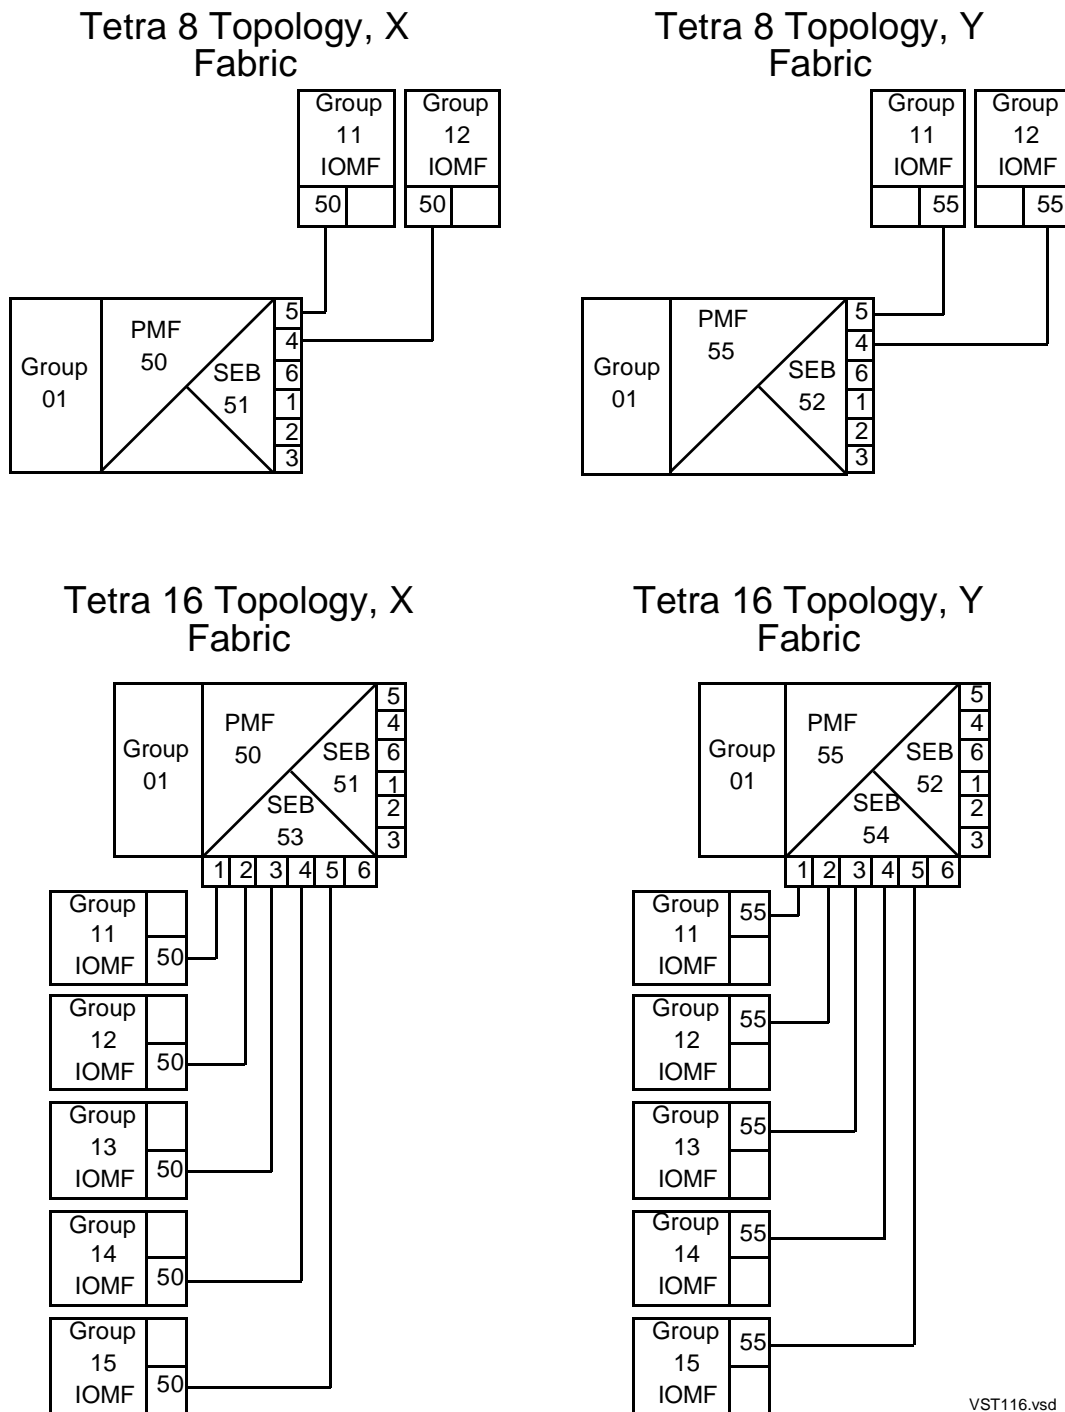 Tetra 8 Topology, X
Fabric
Group
11
IOMF
50
Group
12
IOMF
50
Group
01
PMF
50
SEB
51
5
4
6
1
2
3
Tetra 8 Topology, Y
Fabric
Group
11
IOMF
55
Group
12
IOMF
55
Group
01
PMF
55
SEB
52
5
4
6
1
2
3
Tetra 16 Topology, X
Fabric
Group
01
PMF
50
SEB
51
SEB
53
5
4
6
1
2
3
1 2 3 4 5 6
Group
11
IOMF
50
Group
12
IOMF
50
Group
13
IOMF
50
Group
14
IOMF
50
Group
15
IOMF
50
Tetra 16 Topology, Y
Fabric
Group
01
PMF
55
SEB
52
SEB
54
5
4
6
1
2
3
1 2 3 4 5 6
Group
11
IOMF
55
Group
12
IOMF
55
Group
13
IOMF
55
Group
14
IOMF
55
Group
15
IOMF
55
VST116.vsd